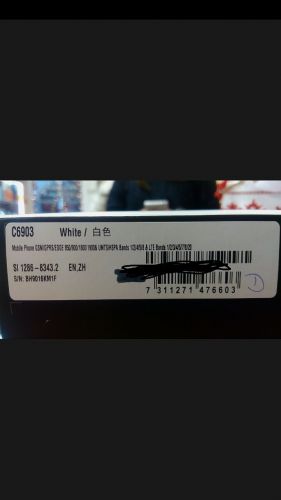 C6903 White / 白色
Mobile Phone GSM/GPRS/EDGE 850/900/1800/1900& UMTS/HSPA Bands 1/2/4/5/8 & LTE Bands 1/2/3/4/5/7/8/20
SI 1286-8343.2 EN,ZH
S/N: BH9016KM1F
7 311271 476603